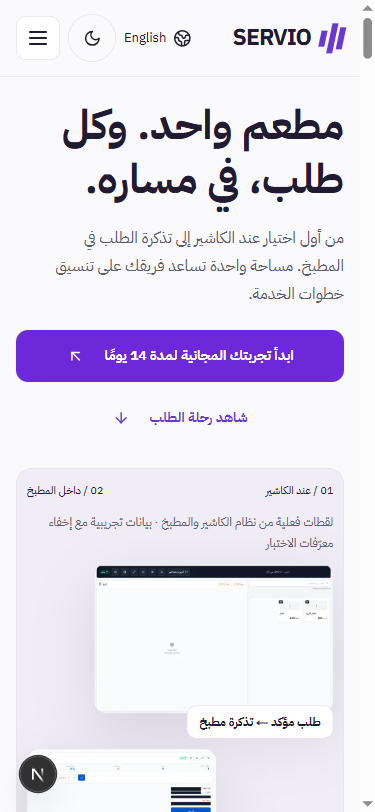 SERVIO
English
مطعم واحد. وكل
طلب، في مساره.
من أول اختيار عند الكاشير إلى تذكرة الطلب في
المطبخ. مساحة واحدة تساعد فريقك على تنسيق
خطوات الخدمة.
ابدأ تجربتك المجانية لمدة 14 يومًا
شاهد رحلة الطلب
01 / عند الكاشير
02 / داخل المطبخ
لقطات فعلية من نظام الكاشير والمطبخ · بيانات تجريبية مع إخفاء
معرّفات الاختبار
طلب مؤكد ← تذكرة مطبخ
N